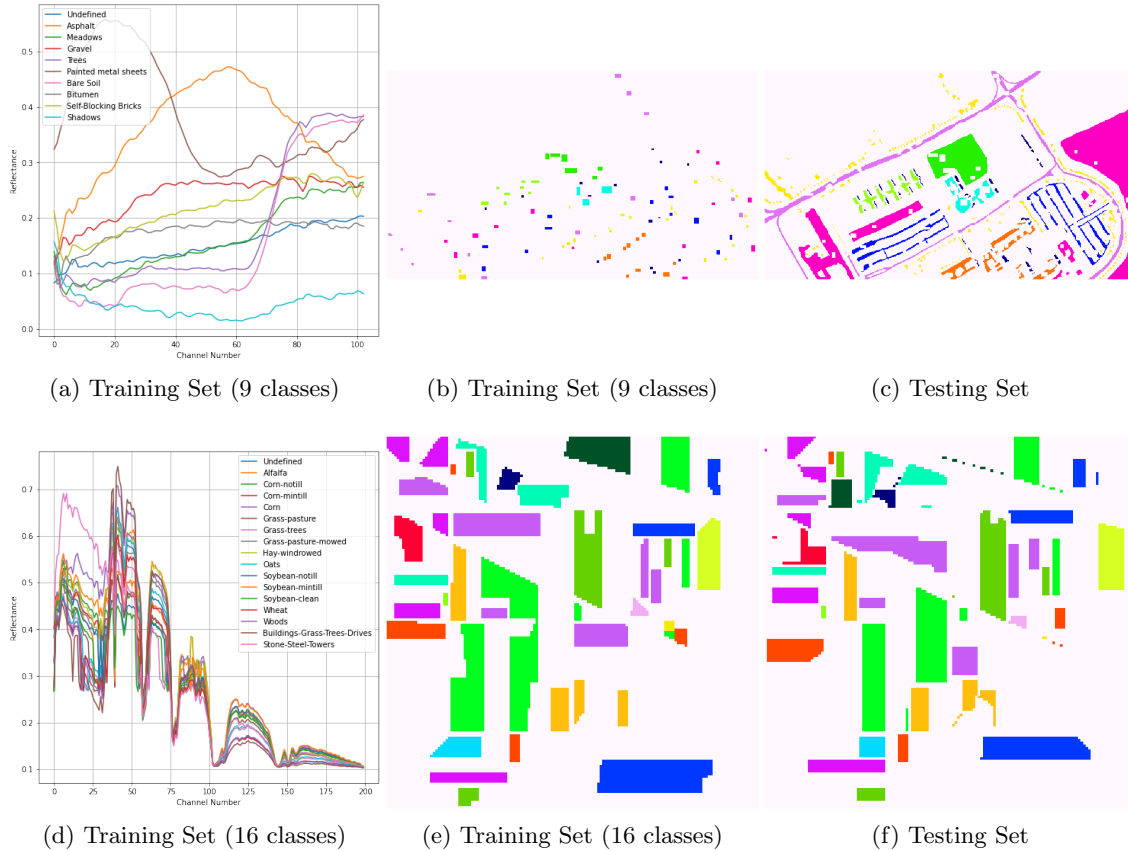 Undefined
Asphalt
Meadows
Gravel
Trees
Painted metal sheets
Bare Soil
Bitumen
Self-Blocking Bricks
Shadows
0.5
0.4
0.3
0.2
0.1
0.0
Reflectance
0 20 40 60 80 100
Channel Number
(a) Training Set (9 classes)
(b) Training Set (9 classes)
(c) Testing Set
Undefined
Alfalfa
Corn-notill
Corn-mintill
Corn
Grass-pasture
Grass-trees
Grass-pasture-mowed
Hay-windrowed
Oats
Soybean-notill
Soybean-mintill
Soybean-clean
Wheat
Woods
Buildings-Grass-Trees-Drives
Stone-Steel-Towers
0.7
0.6
0.5
0.4
0.3
0.2
0.1
Reflectance
0 25 50 75 100 125 150 175 200
Channel Number
(d) Training Set (16 classes)
(e) Training Set (16 classes)
(f) Testing Set